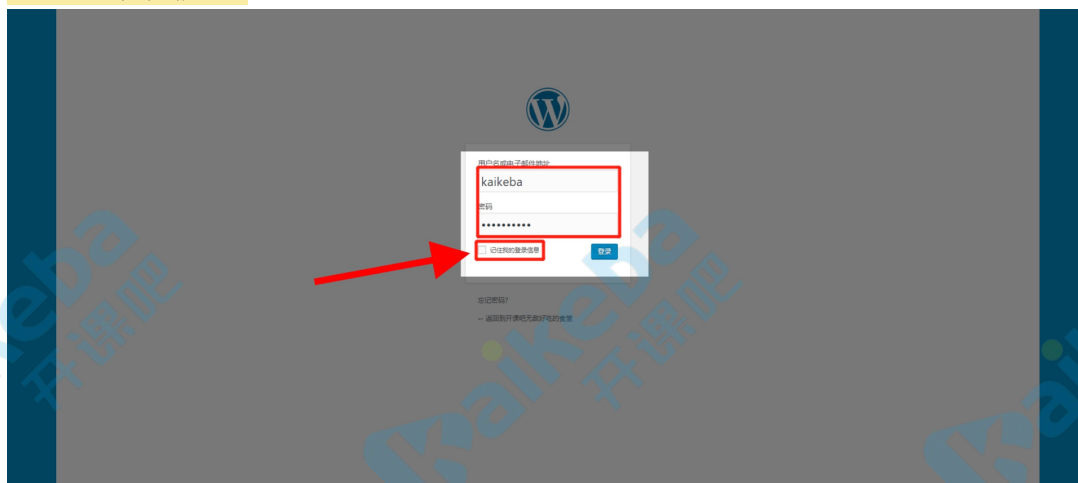 用户名或电子邮件地址
kaikeba
密码
••••••••••
记住我的登录信息
登录
忘记密码?
← 返回到开课吧无敌好吃的食堂
kaikeba
开课吧